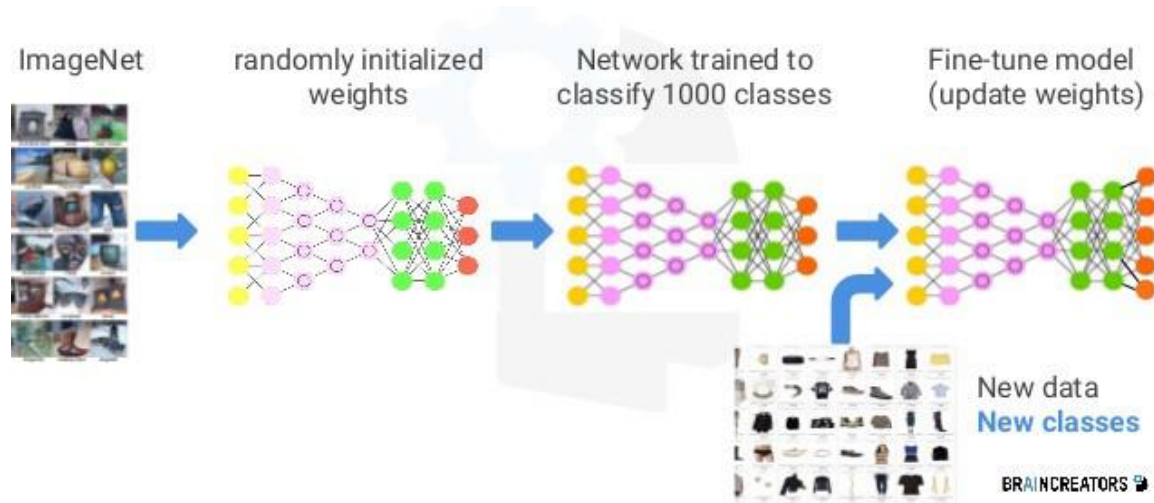 ImageNet
randomly initialized
weights
Network trained to
classify 1000 classes
Fine-tune model
(update weights)
New data
New classes
BRAINCREATORS